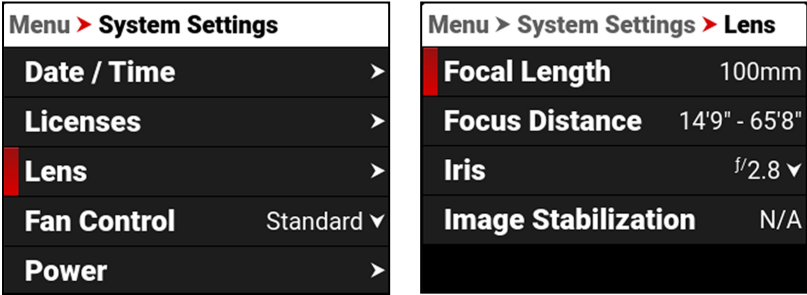 Menu ➤ System Settings
Date / Time ➤
Licenses ➤
Lens ➤
Fan Control Standard ▼
Power ➤
Menu ➤ System Settings ➤ Lens
Focal Length 100mm
Focus Distance 14'9" - 65'8"
Iris ƒ/2.8 ▼
Image Stabilization N/A